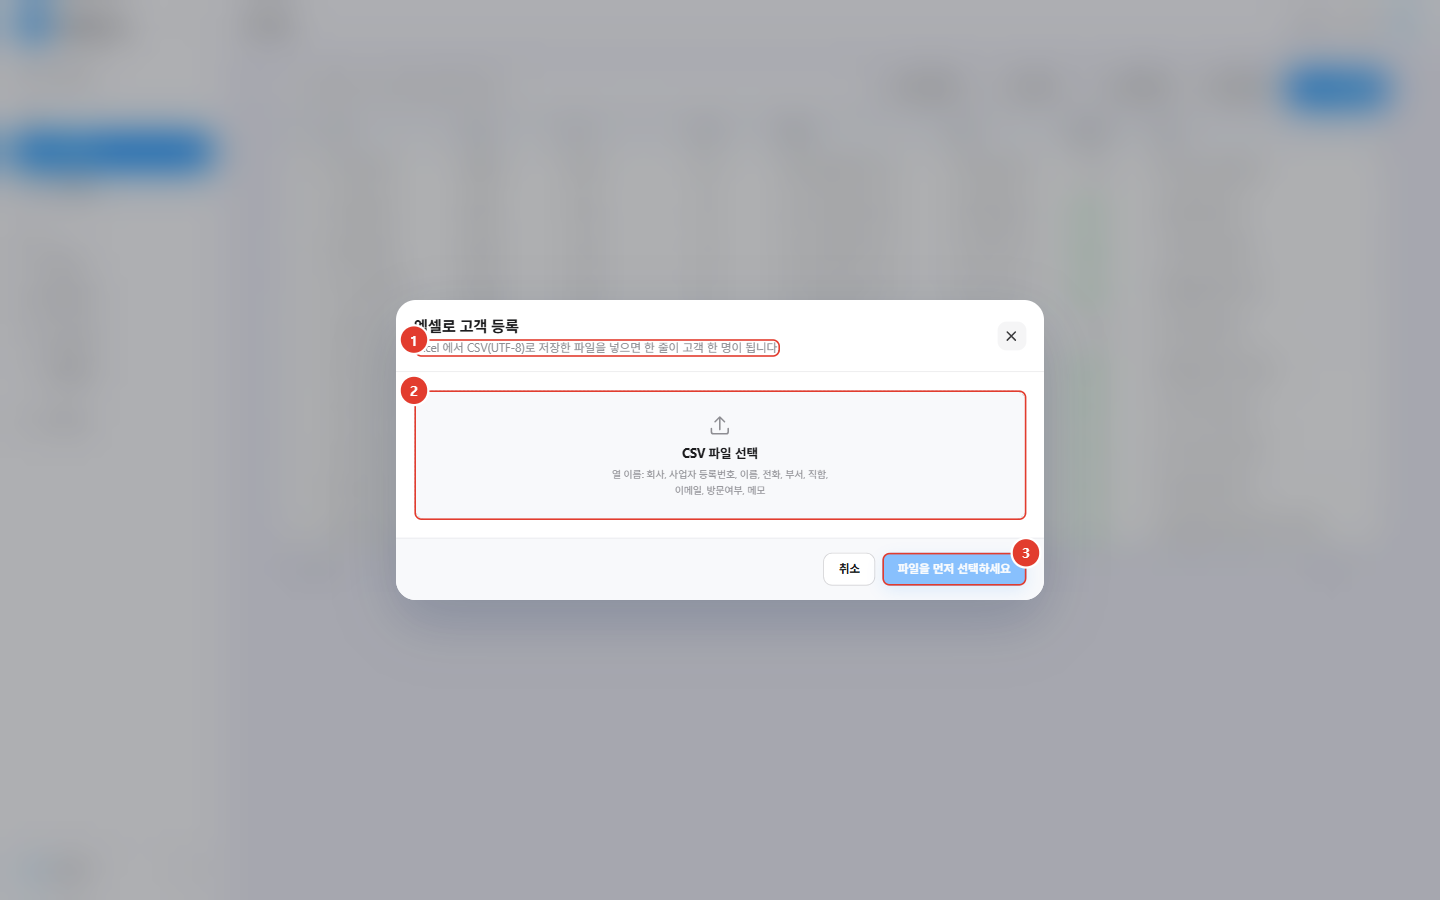 엑셀로 고객 등록
1
cel 에서 CSV(UTF-8)로 저장한 파일을 넣으면 한 줄이 고객 한 명이 됩니다
2
CSV 파일 선택
열 이름: 회사, 사업자 등록번호, 이름, 전화, 부서, 직함,
이메일, 방문여부, 메모
3
취소
파일을 먼저 선택하세요